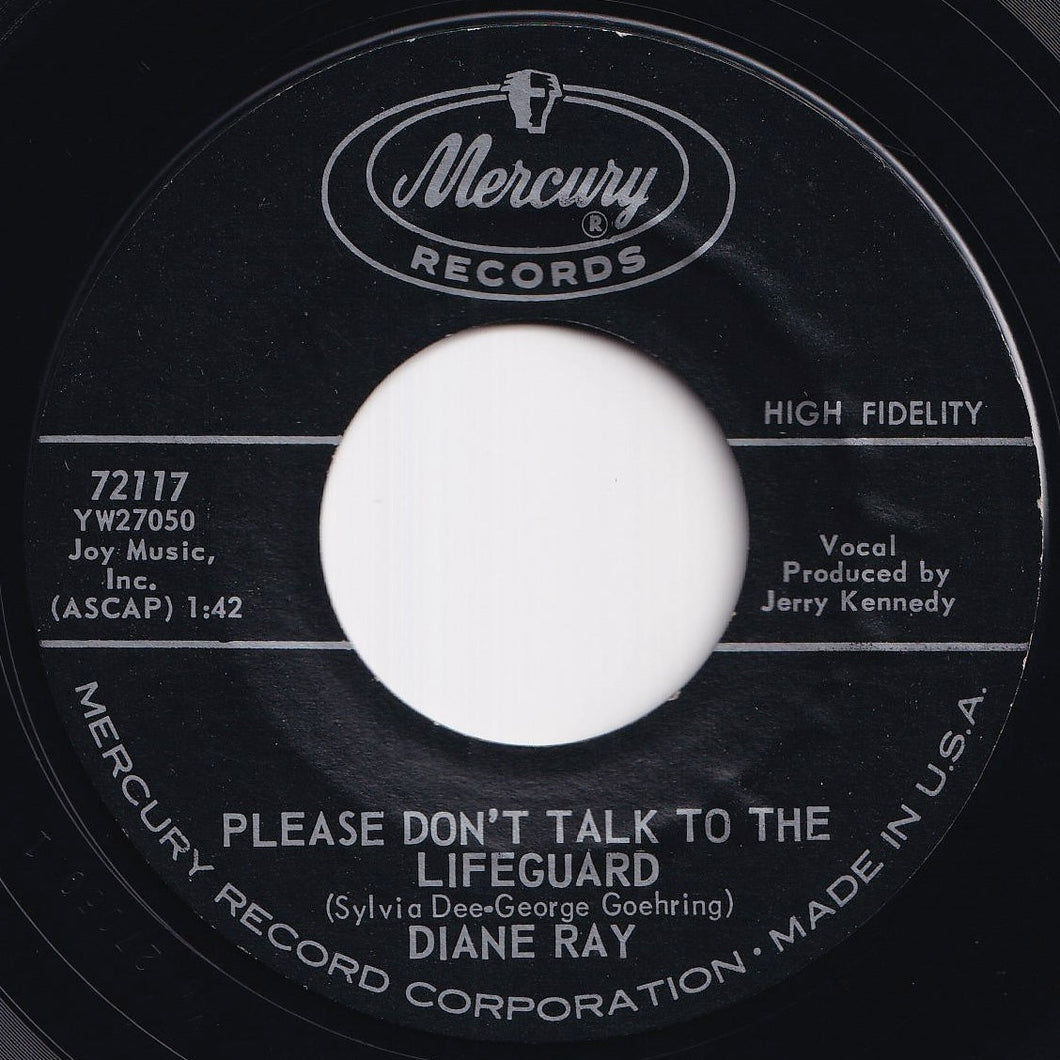 Mercury
®
RECORDS
HIGH FIDELITY
72117
YW27050
Joy Music,
Inc.
(ASCAP) 1:42
Vocal
Produced by
Jerry Kennedy
PLEASE DON'T TALK TO THE
LIFEGUARD
(Sylvia Dee-George Goehring)
DIANE RAY
MERCURY RECORD CORPORATION • MADE IN U.S.A.